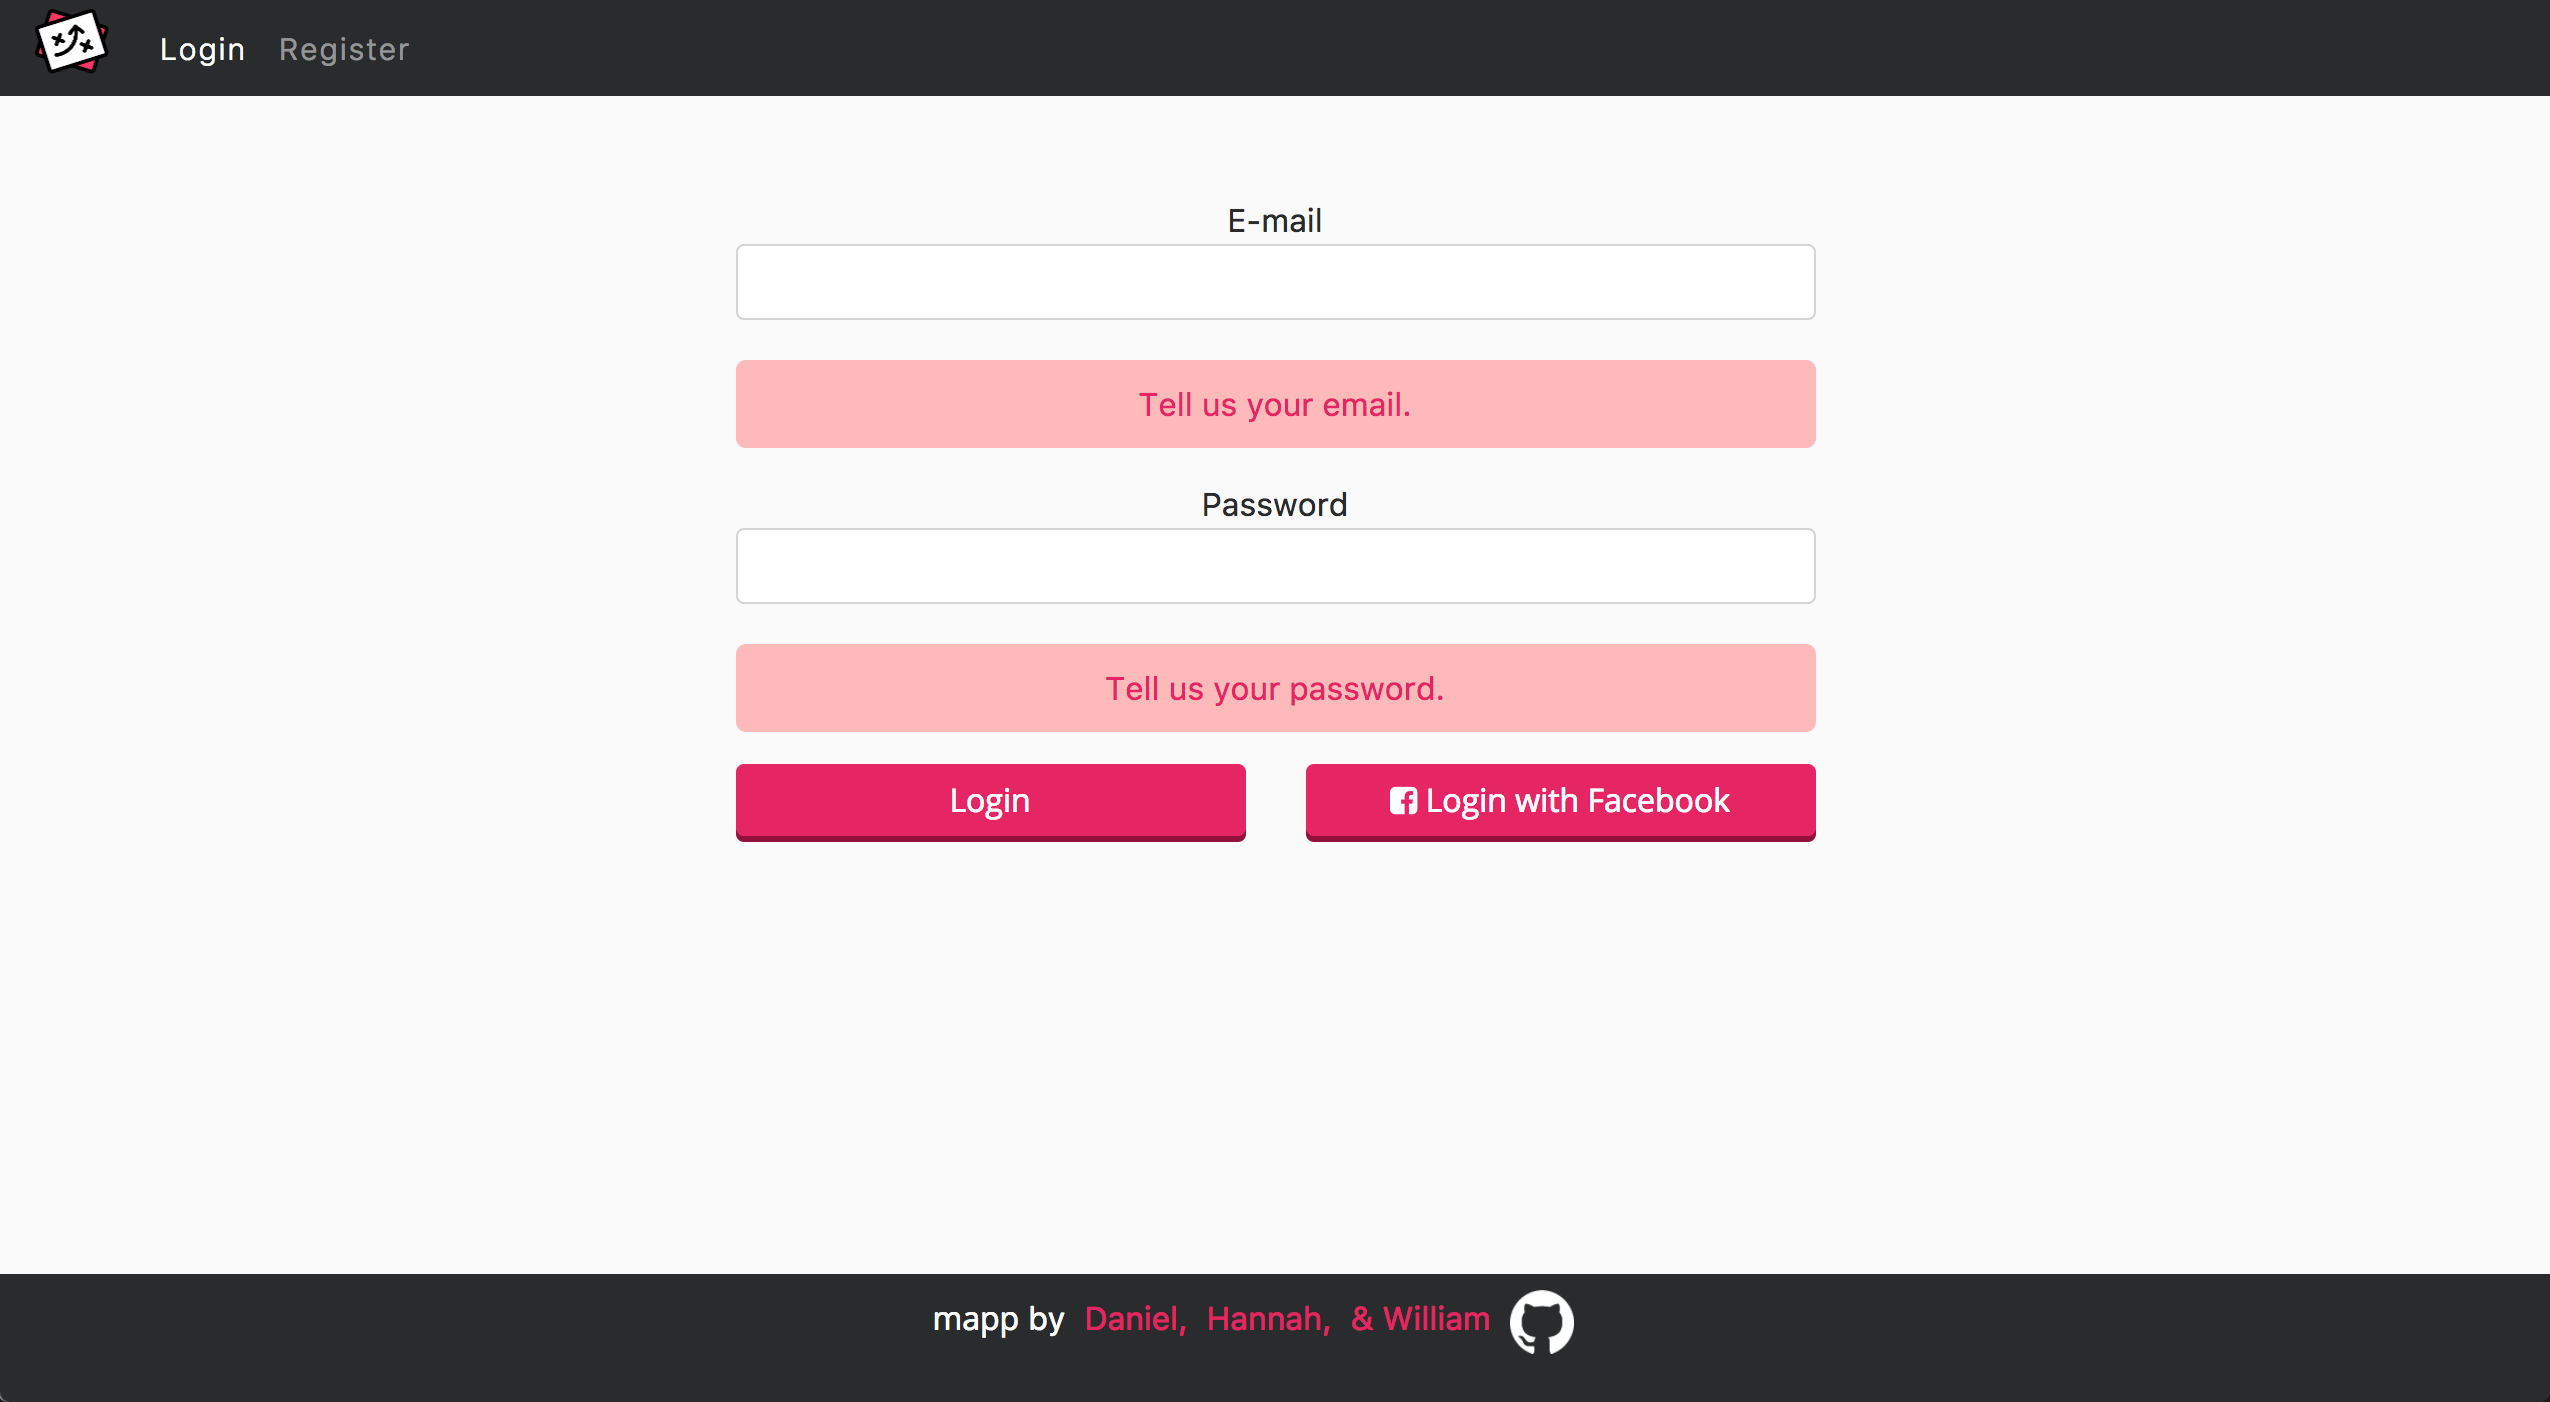 Login Register
E-mail
Tell us your email.
Password
Tell us your password.
Login
Login with Facebook
mapp by Daniel, Hannah, & William